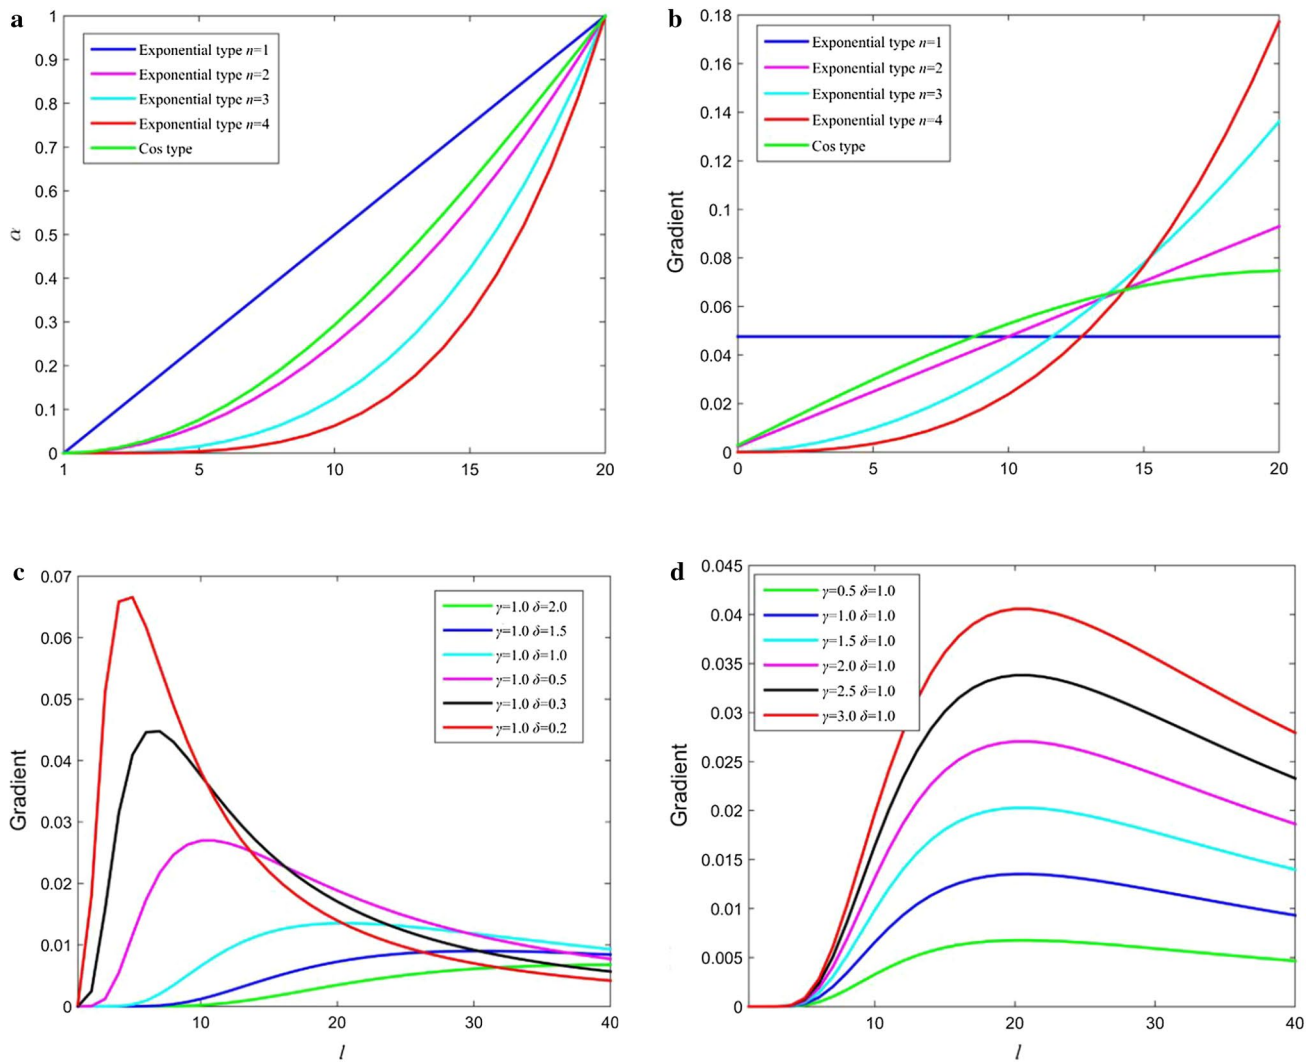 a
1
0.9
0.8
0.7
0.6
0.5
0.4
0.3
0.2
0.1
0
α
Exponential type n=1
Exponential type n=2
Exponential type n=3
Exponential type n=4
Cos type
1 5 10 15 20
b
0.18
0.16
0.14
0.12
0.1
0.08
0.06
0.04
0.02
0
Gradient
Exponential type n=1
Exponential type n=2
Exponential type n=3
Exponential type n=4
Cos type
0 5 10 15 20
c
0.07
0.06
0.05
0.04
0.03
0.02
0.01
0
Gradient
γ=1.0 δ=2.0
γ=1.0 δ=1.5
γ=1.0 δ=1.0
γ=1.0 δ=0.5
γ=1.0 δ=0.3
γ=1.0 δ=0.2
10 20 30 40
l
d
0.045
0.04
0.035
0.03
0.025
0.02
0.015
0.01
0.005
0
Gradient
γ=0.5 δ=1.0
γ=1.0 δ=1.0
γ=1.5 δ=1.0
γ=2.0 δ=1.0
γ=2.5 δ=1.0
γ=3.0 δ=1.0
10 20 30 40
l